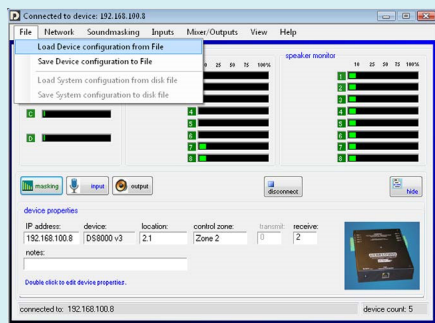 Connected to device: 192.168.100.8
File Network Soundmasking Inputs Mixer/Outputs View Help
Load Device configuration from File
Save Device configuration to File
Load System configuation from disk file
Save System configuration to disk file
speaker monitor
25 50 75 100% 10 25 50 75 100%
1
2
3
C 4 4
5 5
D 6 6
7 7
8 8
masking input output disconnect hide
device properties
IP address: device: location: control zone: transmit: receive:
192.168.100.8 DS8000 v3 2.1 Zone 2 0 2
notes:
Double click to edit device properties.
connected to: 192.168.100.8 device count: 5